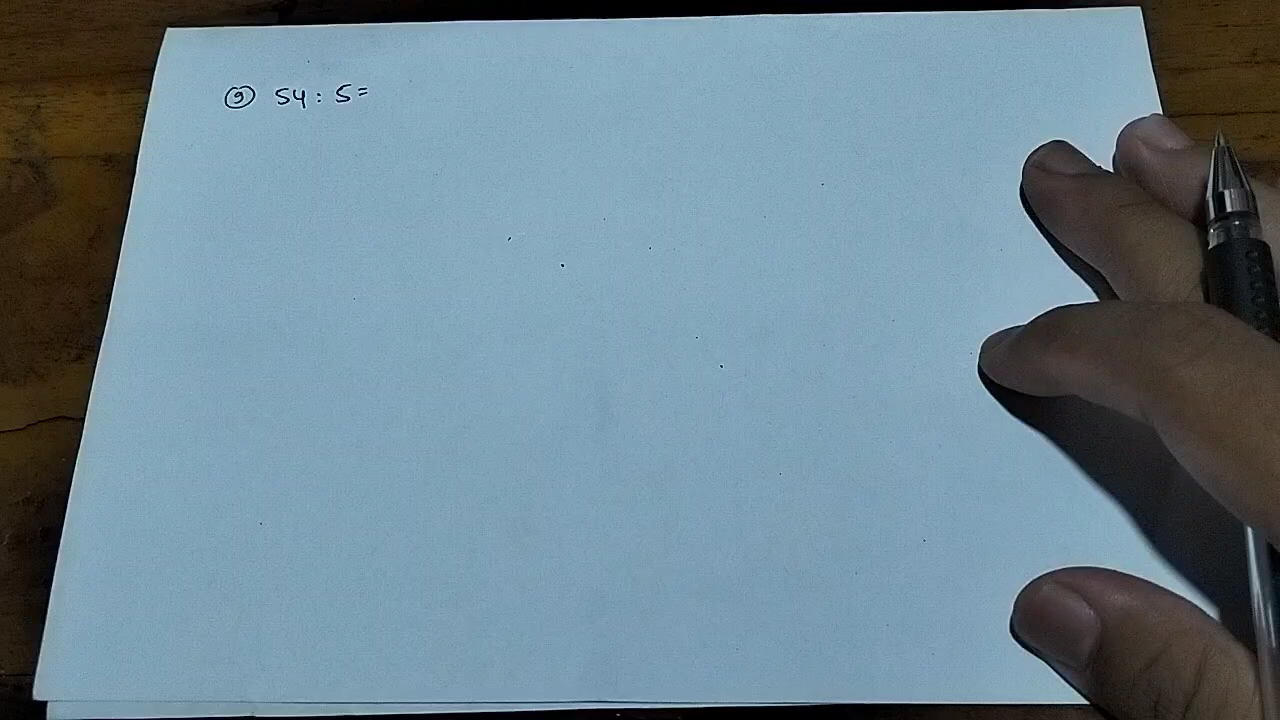 ⑨ 54 : 5 =